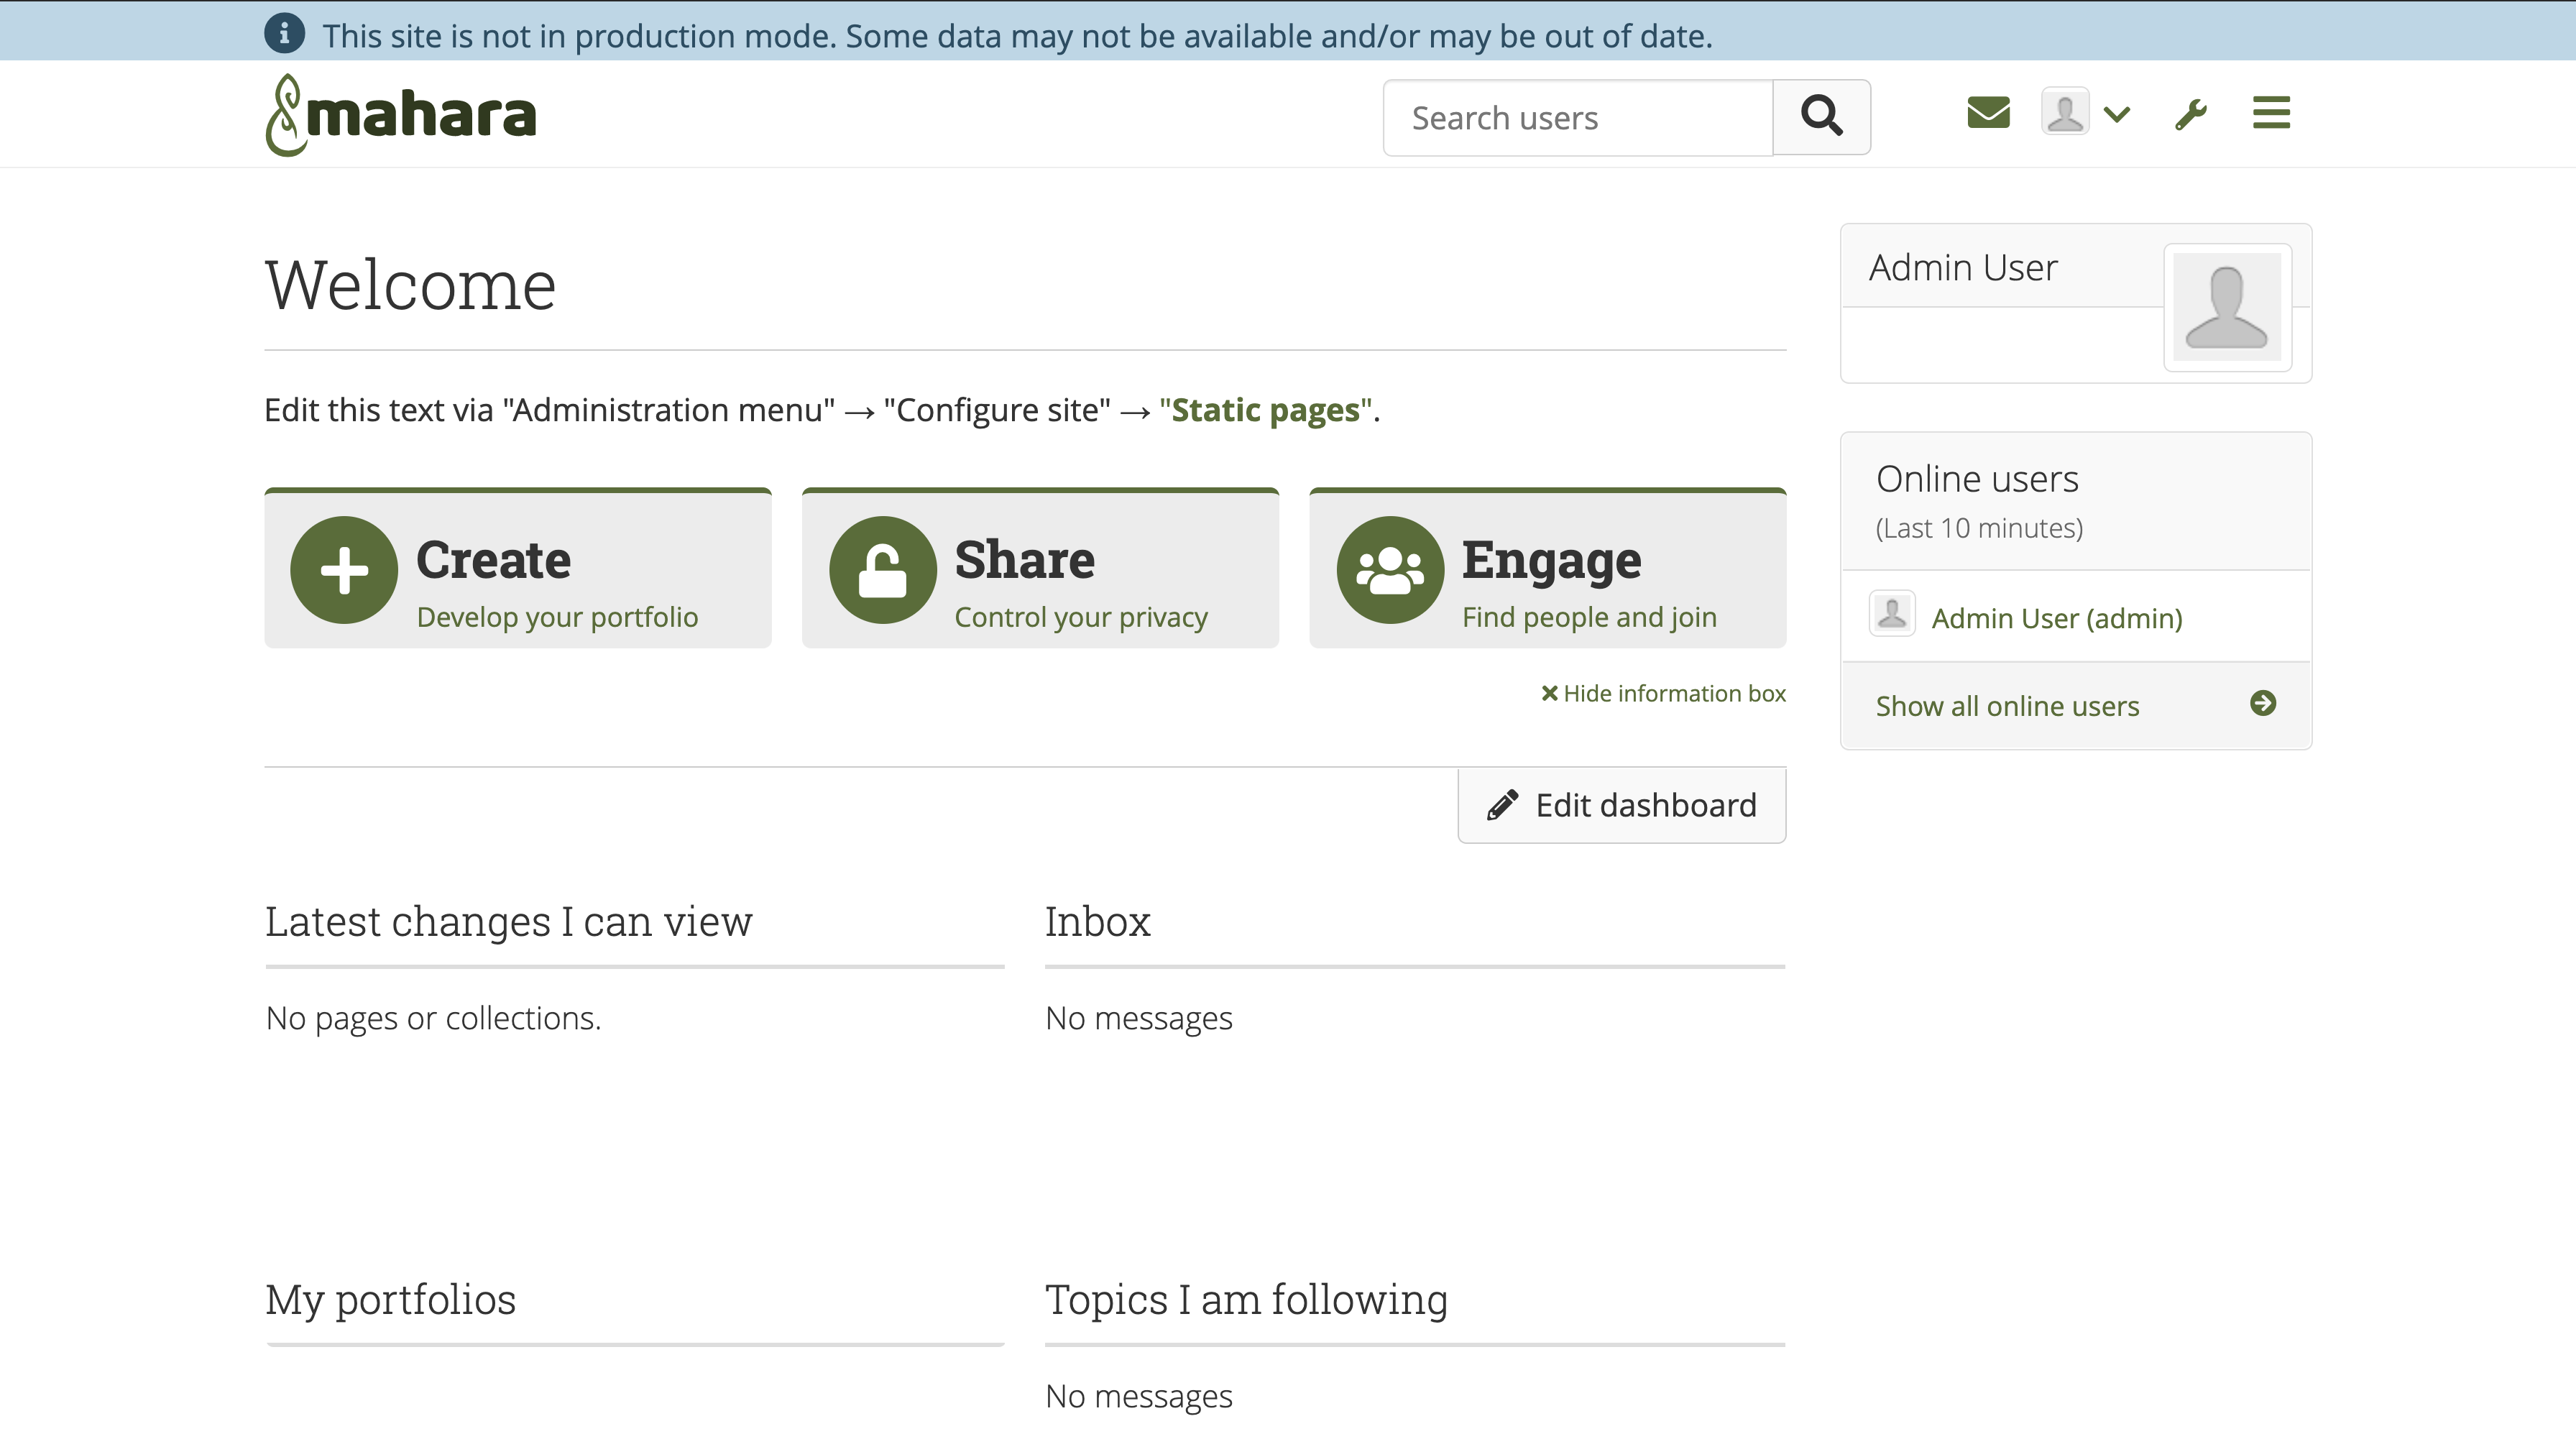 This site is not in production mode. Some data may not be available and/or may be out of date.
mahara
Search users
Welcome
Edit this text via "Administration menu" → "Configure site" → "Static pages".
Create
Develop your portfolio
Share
Control your privacy
Engage
Find people and join
Hide information box
Edit dashboard
Latest changes I can view
No pages or collections.
Inbox
No messages
My portfolios
Topics I am following
No messages
Admin User
Online users
(Last 10 minutes)
Admin User (admin)
Show all online users